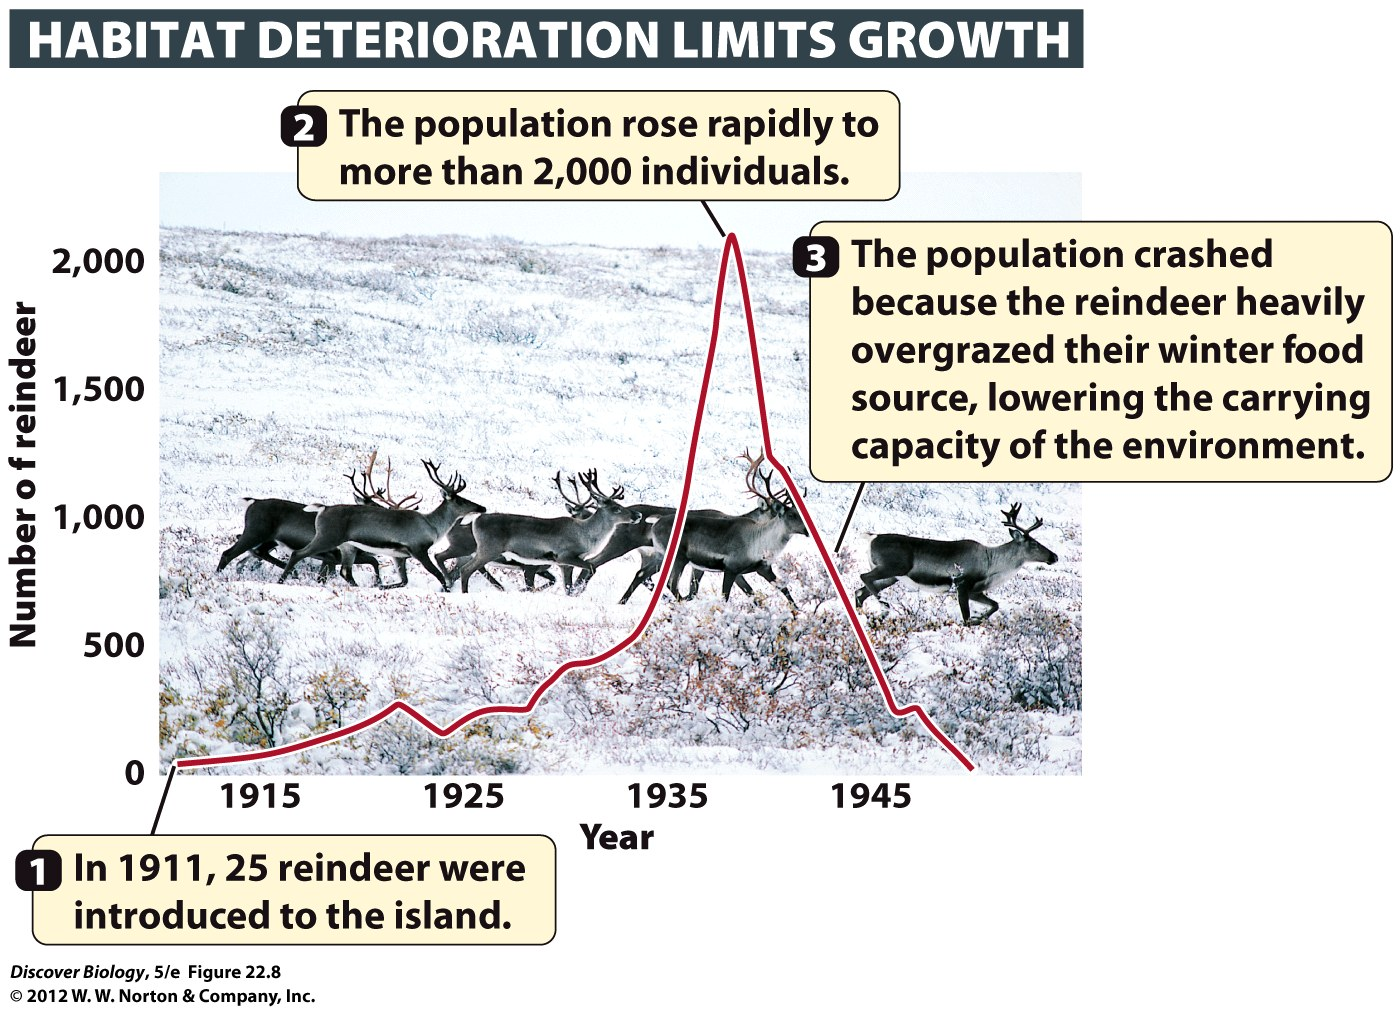 HABITAT DETERIORATION LIMITS GROWTH
2 The population rose rapidly to
more than 2,000 individuals.
3 The population crashed
because the reindeer heavily
overgrazed their winter food
source, lowering the carrying
capacity of the environment.
Number of reindeer
2,000
1,500
1,000
500
0
1915 1925 1935 1945
Year
1 In 1911, 25 reindeer were
introduced to the island.
Discover Biology, 5/e Figure 22.8
© 2012 W. W. Norton & Company, Inc.